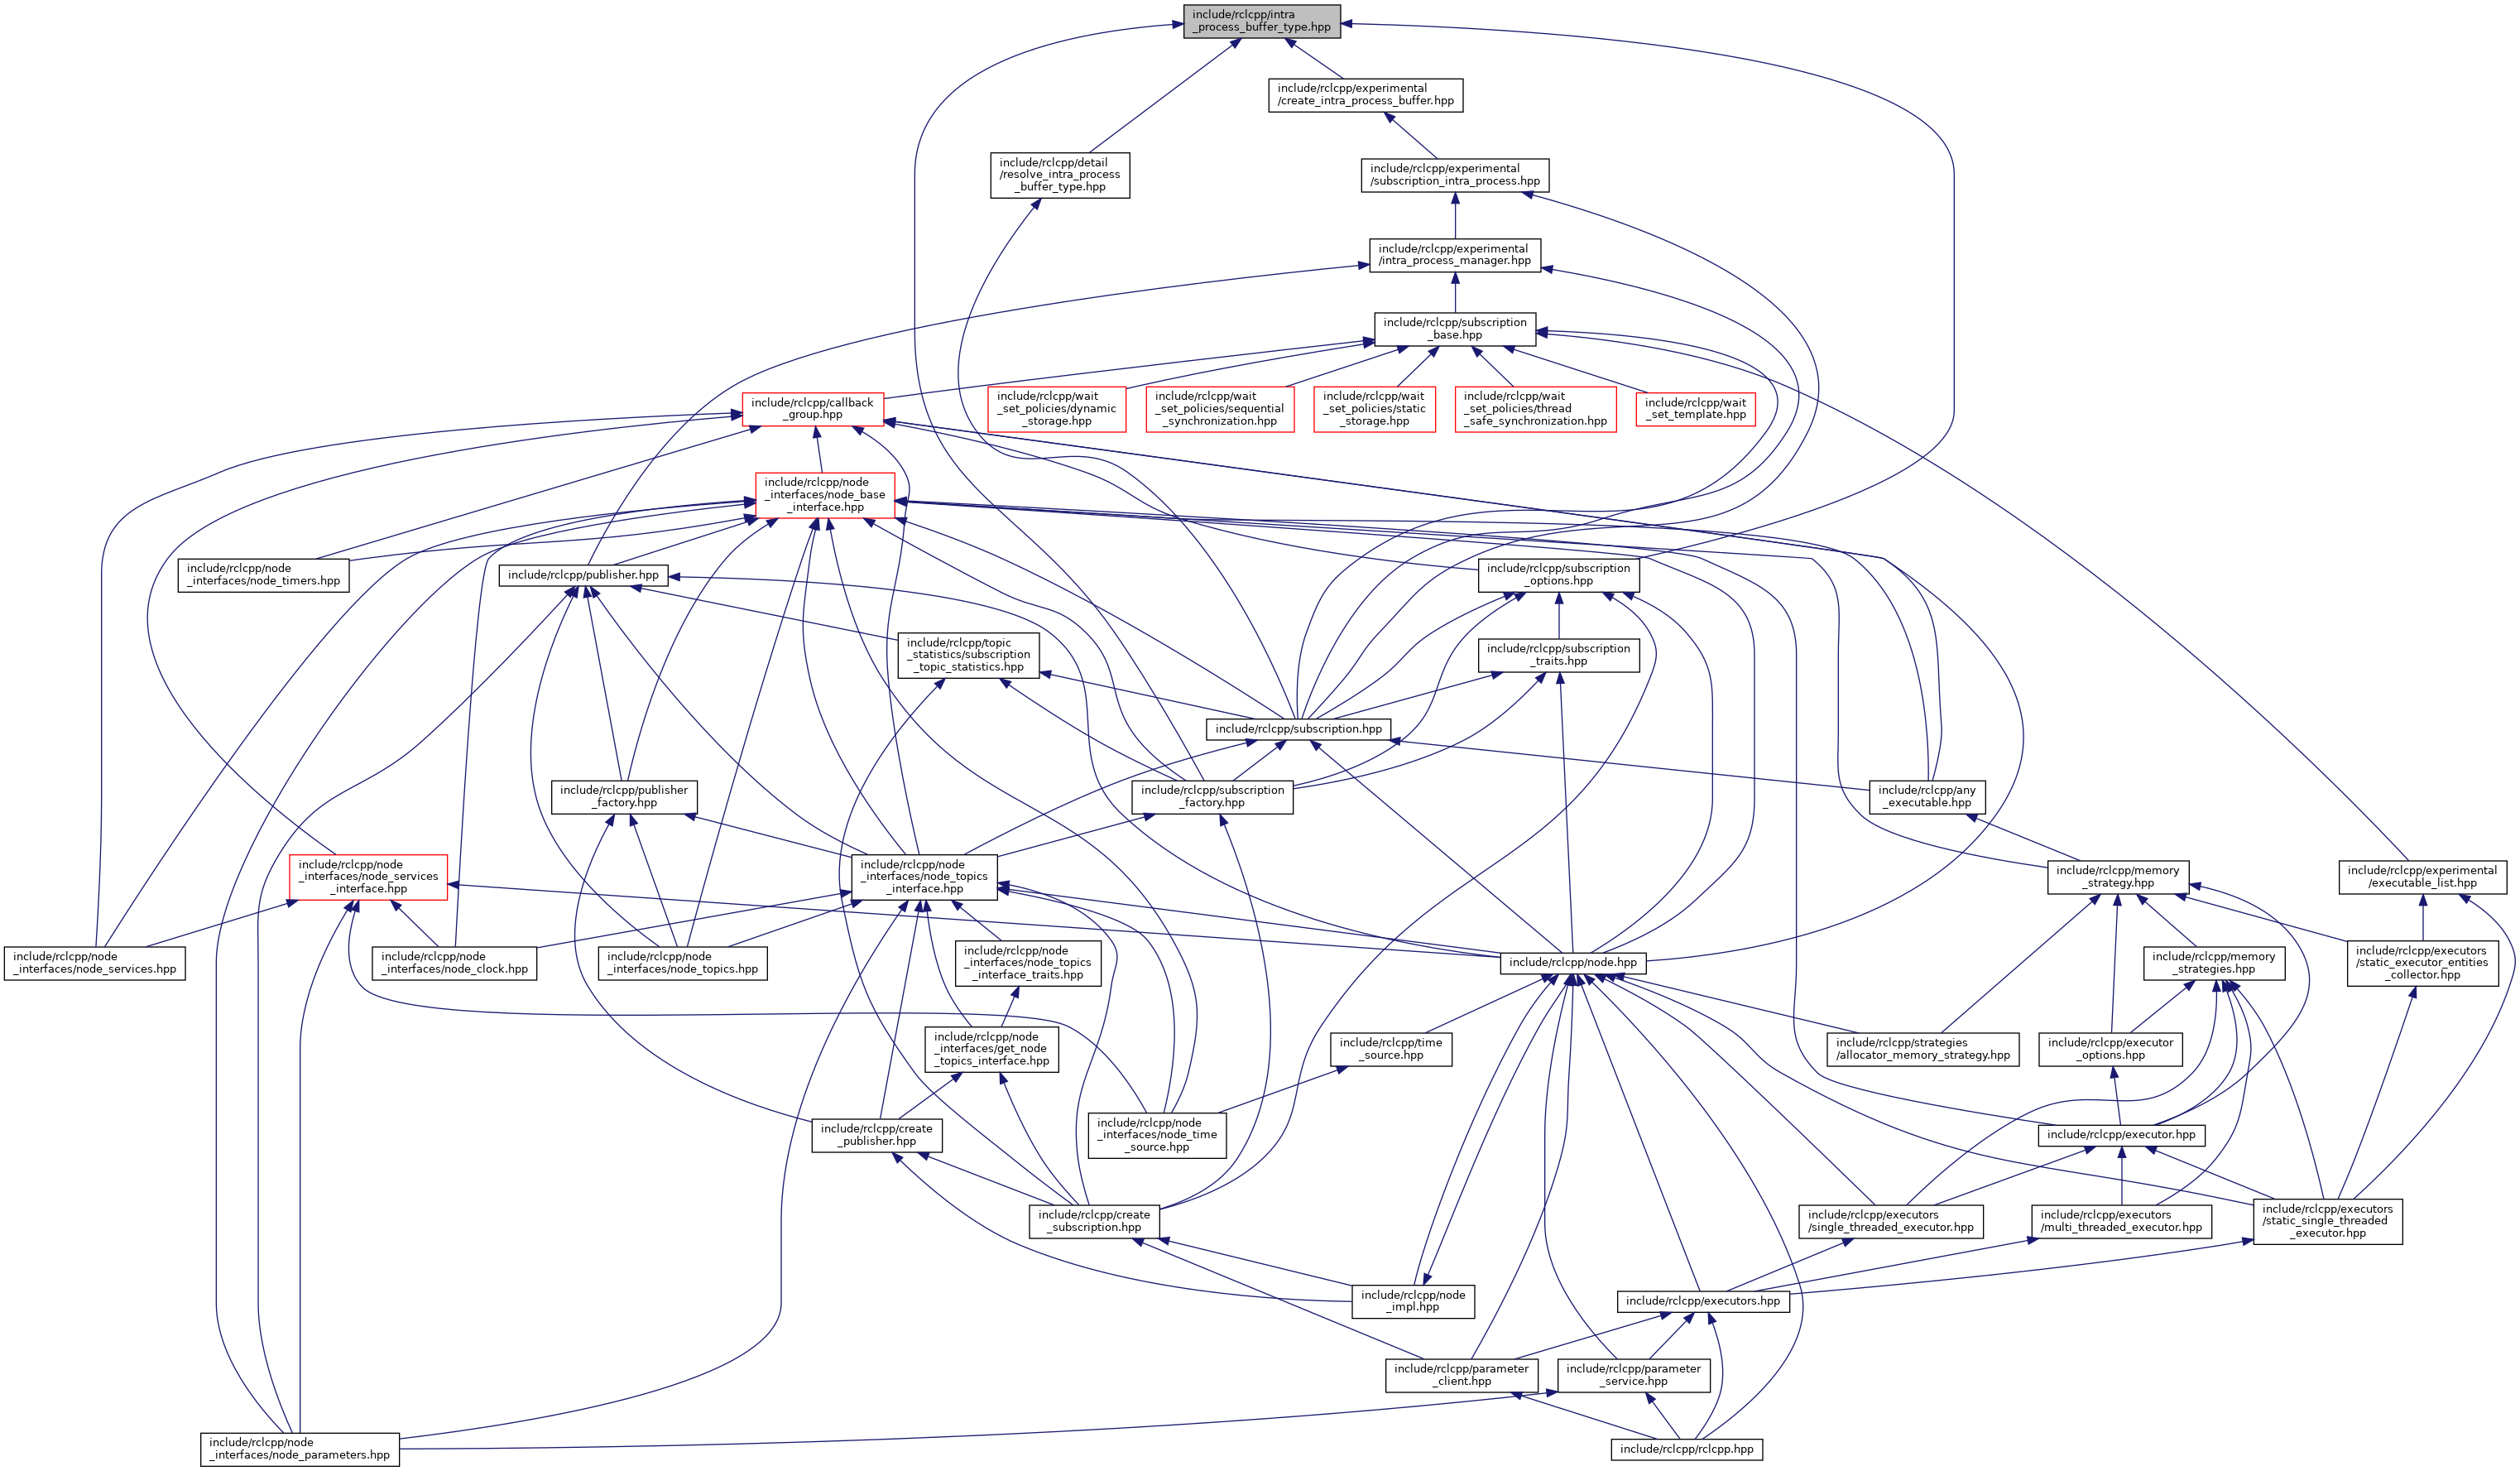 include/rclcpp/intra
_process_buffer_type.hpp
include/rclcpp/experimental
/create_intra_process_buffer.hpp
include/rclcpp/detail
/resolve_intra_process
_buffer_type.hpp
include/rclcpp/experimental
/subscription_intra_process.hpp
include/rclcpp/experimental
/intra_process_manager.hpp
include/rclcpp/subscription
_base.hpp
include/rclcpp/callback
_group.hpp
include/rclcpp/wait
_set_policies/dynamic
_storage.hpp
include/rclcpp/wait
_set_policies/sequential
_synchronization.hpp
include/rclcpp/wait
_set_policies/static
_storage.hpp
include/rclcpp/wait
_set_policies/thread
_safe_synchronization.hpp
include/rclcpp/wait
_set_template.hpp
include/rclcpp/node
_interfaces/node_base
_interface.hpp
include/rclcpp/node
_interfaces/node_timers.hpp
include/rclcpp/publisher.hpp
include/rclcpp/subscription
_options.hpp
include/rclcpp/topic
_statistics/subscription
_topic_statistics.hpp
include/rclcpp/subscription
_traits.hpp
include/rclcpp/subscription.hpp
include/rclcpp/publisher
_factory.hpp
include/rclcpp/subscription
_factory.hpp
include/rclcpp/any
_executable.hpp
include/rclcpp/node
_interfaces/node_services
_interface.hpp
include/rclcpp/node
_interfaces/node_topics
_interface.hpp
include/rclcpp/memory
_strategy.hpp
include/rclcpp/experimental
/executable_list.hpp
include/rclcpp/node
_interfaces/node_services.hpp
include/rclcpp/node
_interfaces/node_clock.hpp
include/rclcpp/node
_interfaces/node_topics.hpp
include/rclcpp/node
_interfaces/node_topics
_interface_traits.hpp
include/rclcpp/node.hpp
include/rclcpp/memory
_strategies.hpp
include/rclcpp/executors
/static_executor_entities
_collector.hpp
include/rclcpp/node
_interfaces/get_node
_topics_interface.hpp
include/rclcpp/time
_source.hpp
include/rclcpp/strategies
/allocator_memory_strategy.hpp
include/rclcpp/executor
_options.hpp
include/rclcpp/create
_publisher.hpp
include/rclcpp/node
_interfaces/node_time
_source.hpp
include/rclcpp/executor.hpp
include/rclcpp/create
_subscription.hpp
include/rclcpp/executors
/single_threaded_executor.hpp
include/rclcpp/executors
/multi_threaded_executor.hpp
include/rclcpp/executors
/static_single_threaded
_executor.hpp
include/rclcpp/node
_impl.hpp
include/rclcpp/executors.hpp
include/rclcpp/parameter
_client.hpp
include/rclcpp/parameter
_service.hpp
include/rclcpp/node
_interfaces/node_parameters.hpp
include/rclcpp/rclcpp.hpp